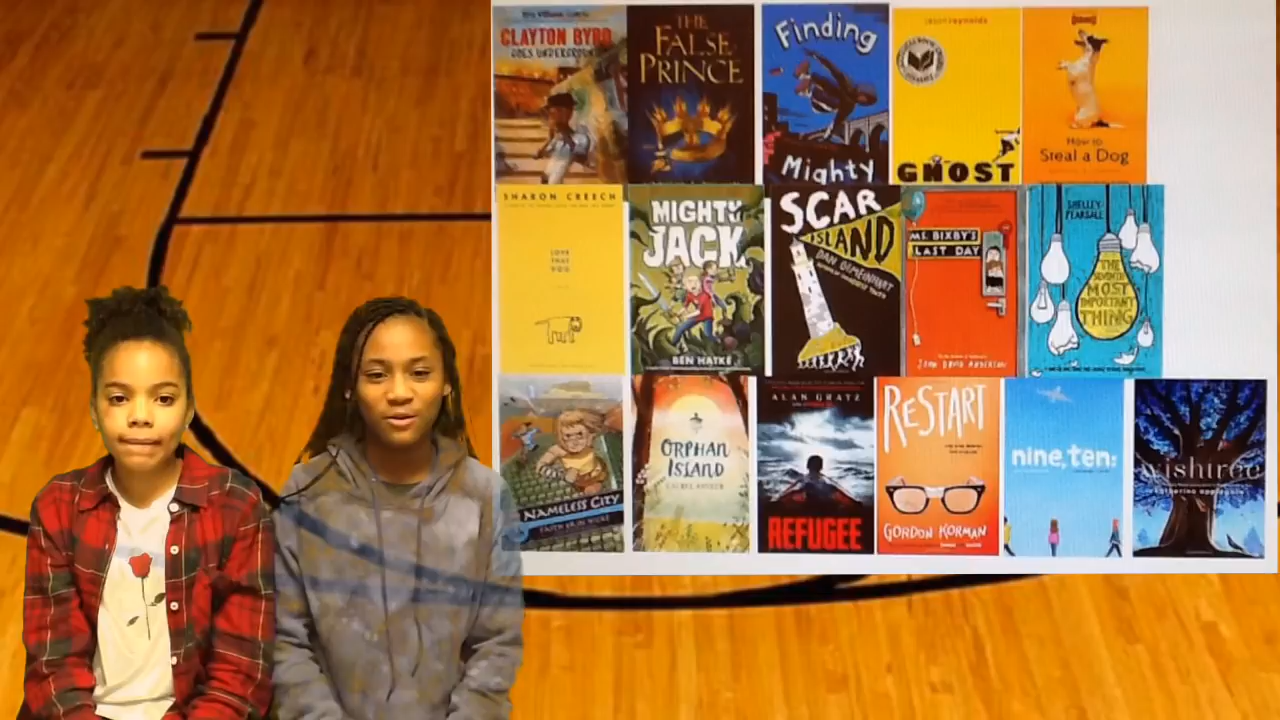 CLAYTON BYRD
GOES UNDERGROUND
THE
FALSE
PRINCE
Finding
Mighty
jason reynolds
GHOST
How to
Steal a Dog
SHARON CREECH
LOVE
THAT
DOG
MIGHTY
JACK
BEN HATKE
SCAR
ISLAND
DAN GEMEINHART
MS. BIXBY'S
LAST DAY
JOHN DAVID ANDERSON
SHELLEY
PEARSALL
THE
SEVENTH
MOST
IMPORTANT
THING
NAMELESS CITY
FAITH ERIN HICKS
ORPHAN
ISLAND
LAUREL SNYDER
ALAN GRATZ
REFUGEE
RESTART
GORDON KORMAN
nine, ten:
wishtree
katherine applegate